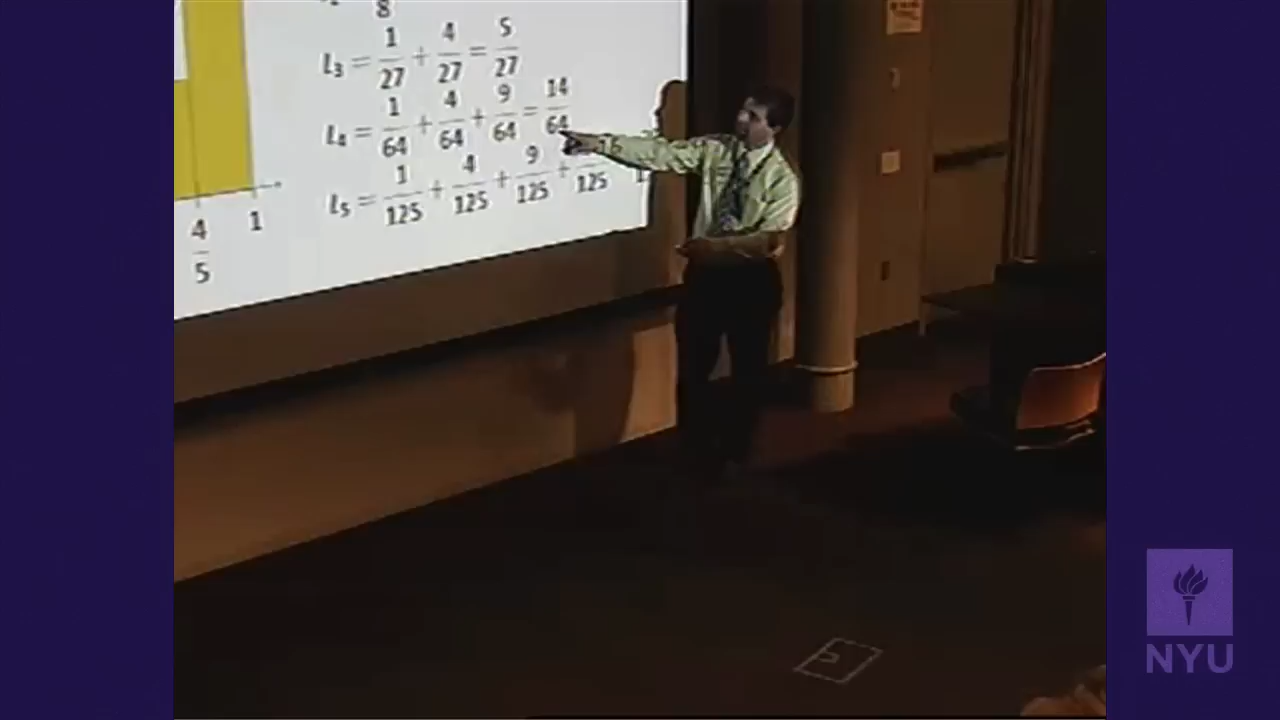 8
L₃ = 1/27 + 4/27 = 5/27
L₄ = 1/64 + 4/64 + 9/64 = 14/64
L₅ = 1/125 + 4/125 + 9/125 + 16/125
4/5 1
NYU